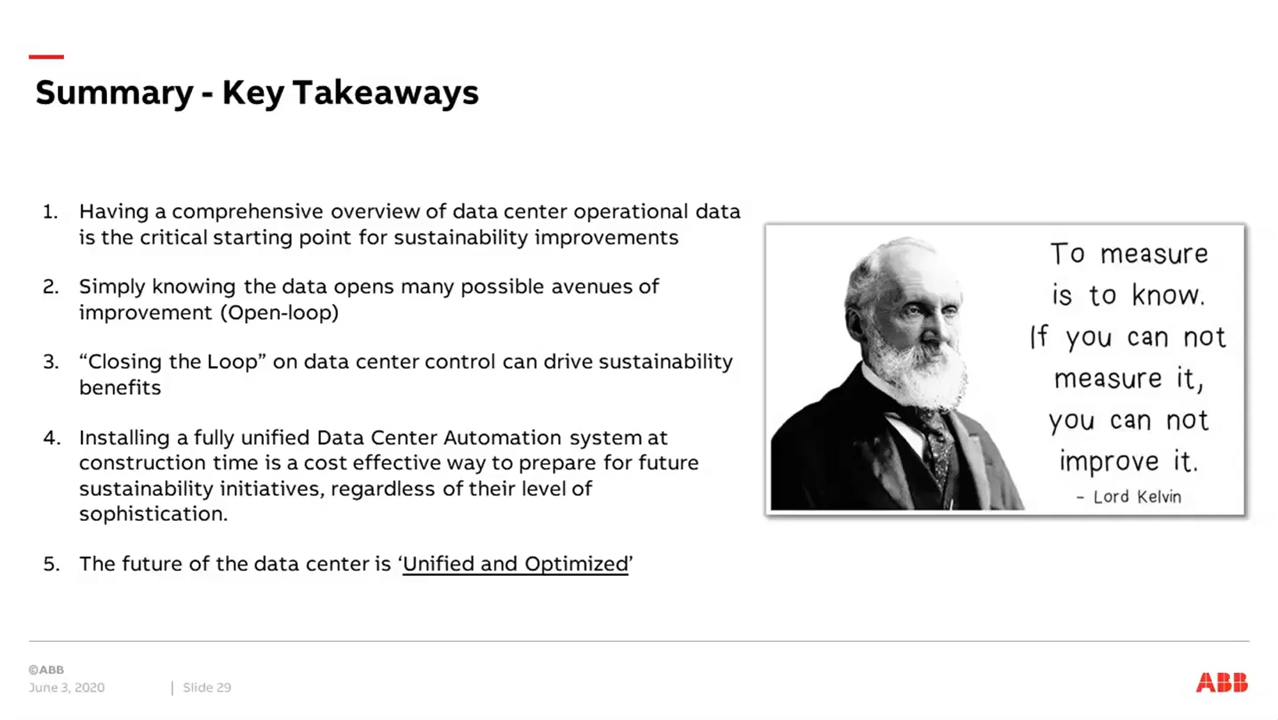 Summary - Key Takeaways
1. Having a comprehensive overview of data center operational data
is the critical starting point for sustainability improvements
2. Simply knowing the data opens many possible avenues of
improvement (Open-loop)
3. “Closing the Loop” on data center control can drive sustainability
benefits
4. Installing a fully unified Data Center Automation system at
construction time is a cost effective way to prepare for future
sustainability initiatives, regardless of their level of
sophistication.
5. The future of the data center is ‘Unified and Optimized’
To measure
is to know.
If you can not
measure it,
you can not
improve it.
- Lord Kelvin
©ABB
June 3, 2020 | Slide 29
ABB